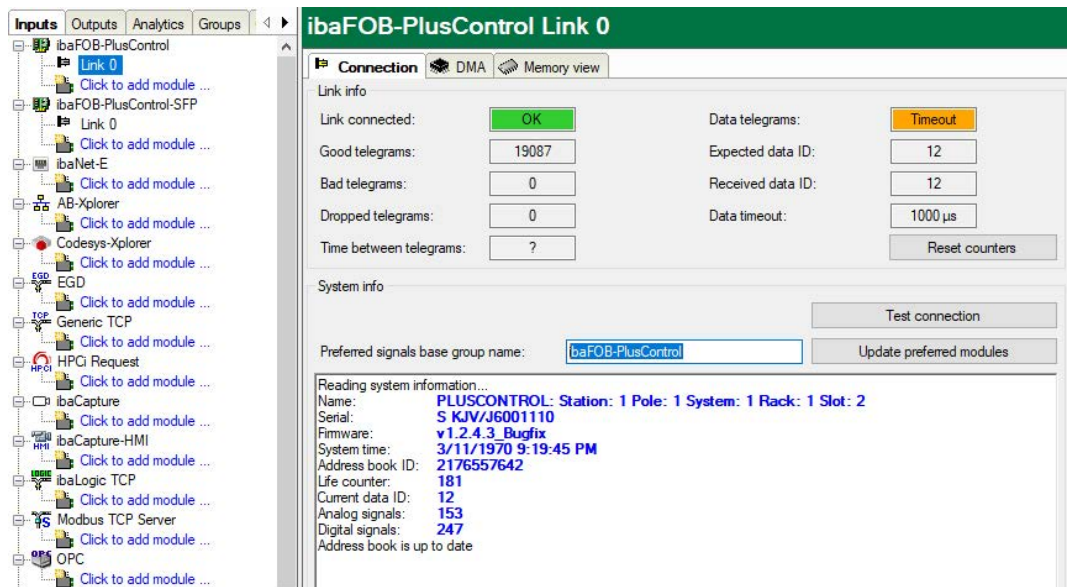 Inputs Outputs Analytics Groups
ibaFOB-PlusControl
Link 0
Click to add module ...
ibaFOB-PlusControl-SFP
Link 0
Click to add module ...
ibaNet-E
Click to add module ...
AB-Xplorer
Click to add module ...
Codesys-Xplorer
Click to add module ...
EGD EGD
Click to add module ...
TCP Generic TCP
Click to add module ...
HPCi HPCi Request
Click to add module ...
ibaCapture
Click to add module ...
HMI ibaCapture-HMI
Click to add module ...
LOGIC ibaLogic TCP
Click to add module ...
Modbus TCP Server
Click to add module ...
OPC OPC
Click to add module ...
ibaFOB-PlusControl Link 0
Connection DMA Memory view
Link info
Link connected: OK Data telegrams: Timeout
Good telegrams: 19087 Expected data ID: 12
Bad telegrams: 0 Received data ID: 12
Dropped telegrams: 0 Data timeout: 1000 µs
Time between telegrams: ? Reset counters
System info
Test connection
Preferred signals base group name: ibaFOB-PlusControl Update preferred modules
Reading system information...
Name: PLUSCONTROL: Station: 1 Pole: 1 System: 1 Rack: 1 Slot: 2
Serial: S KJV/J6001110
Firmware: v1.2.4.3_Bugfix
System time: 3/11/1970 9:19:45 PM
Address book ID: 2176557642
Life counter: 181
Current data ID: 12
Analog signals: 153
Digital signals: 247
Address book is up to date